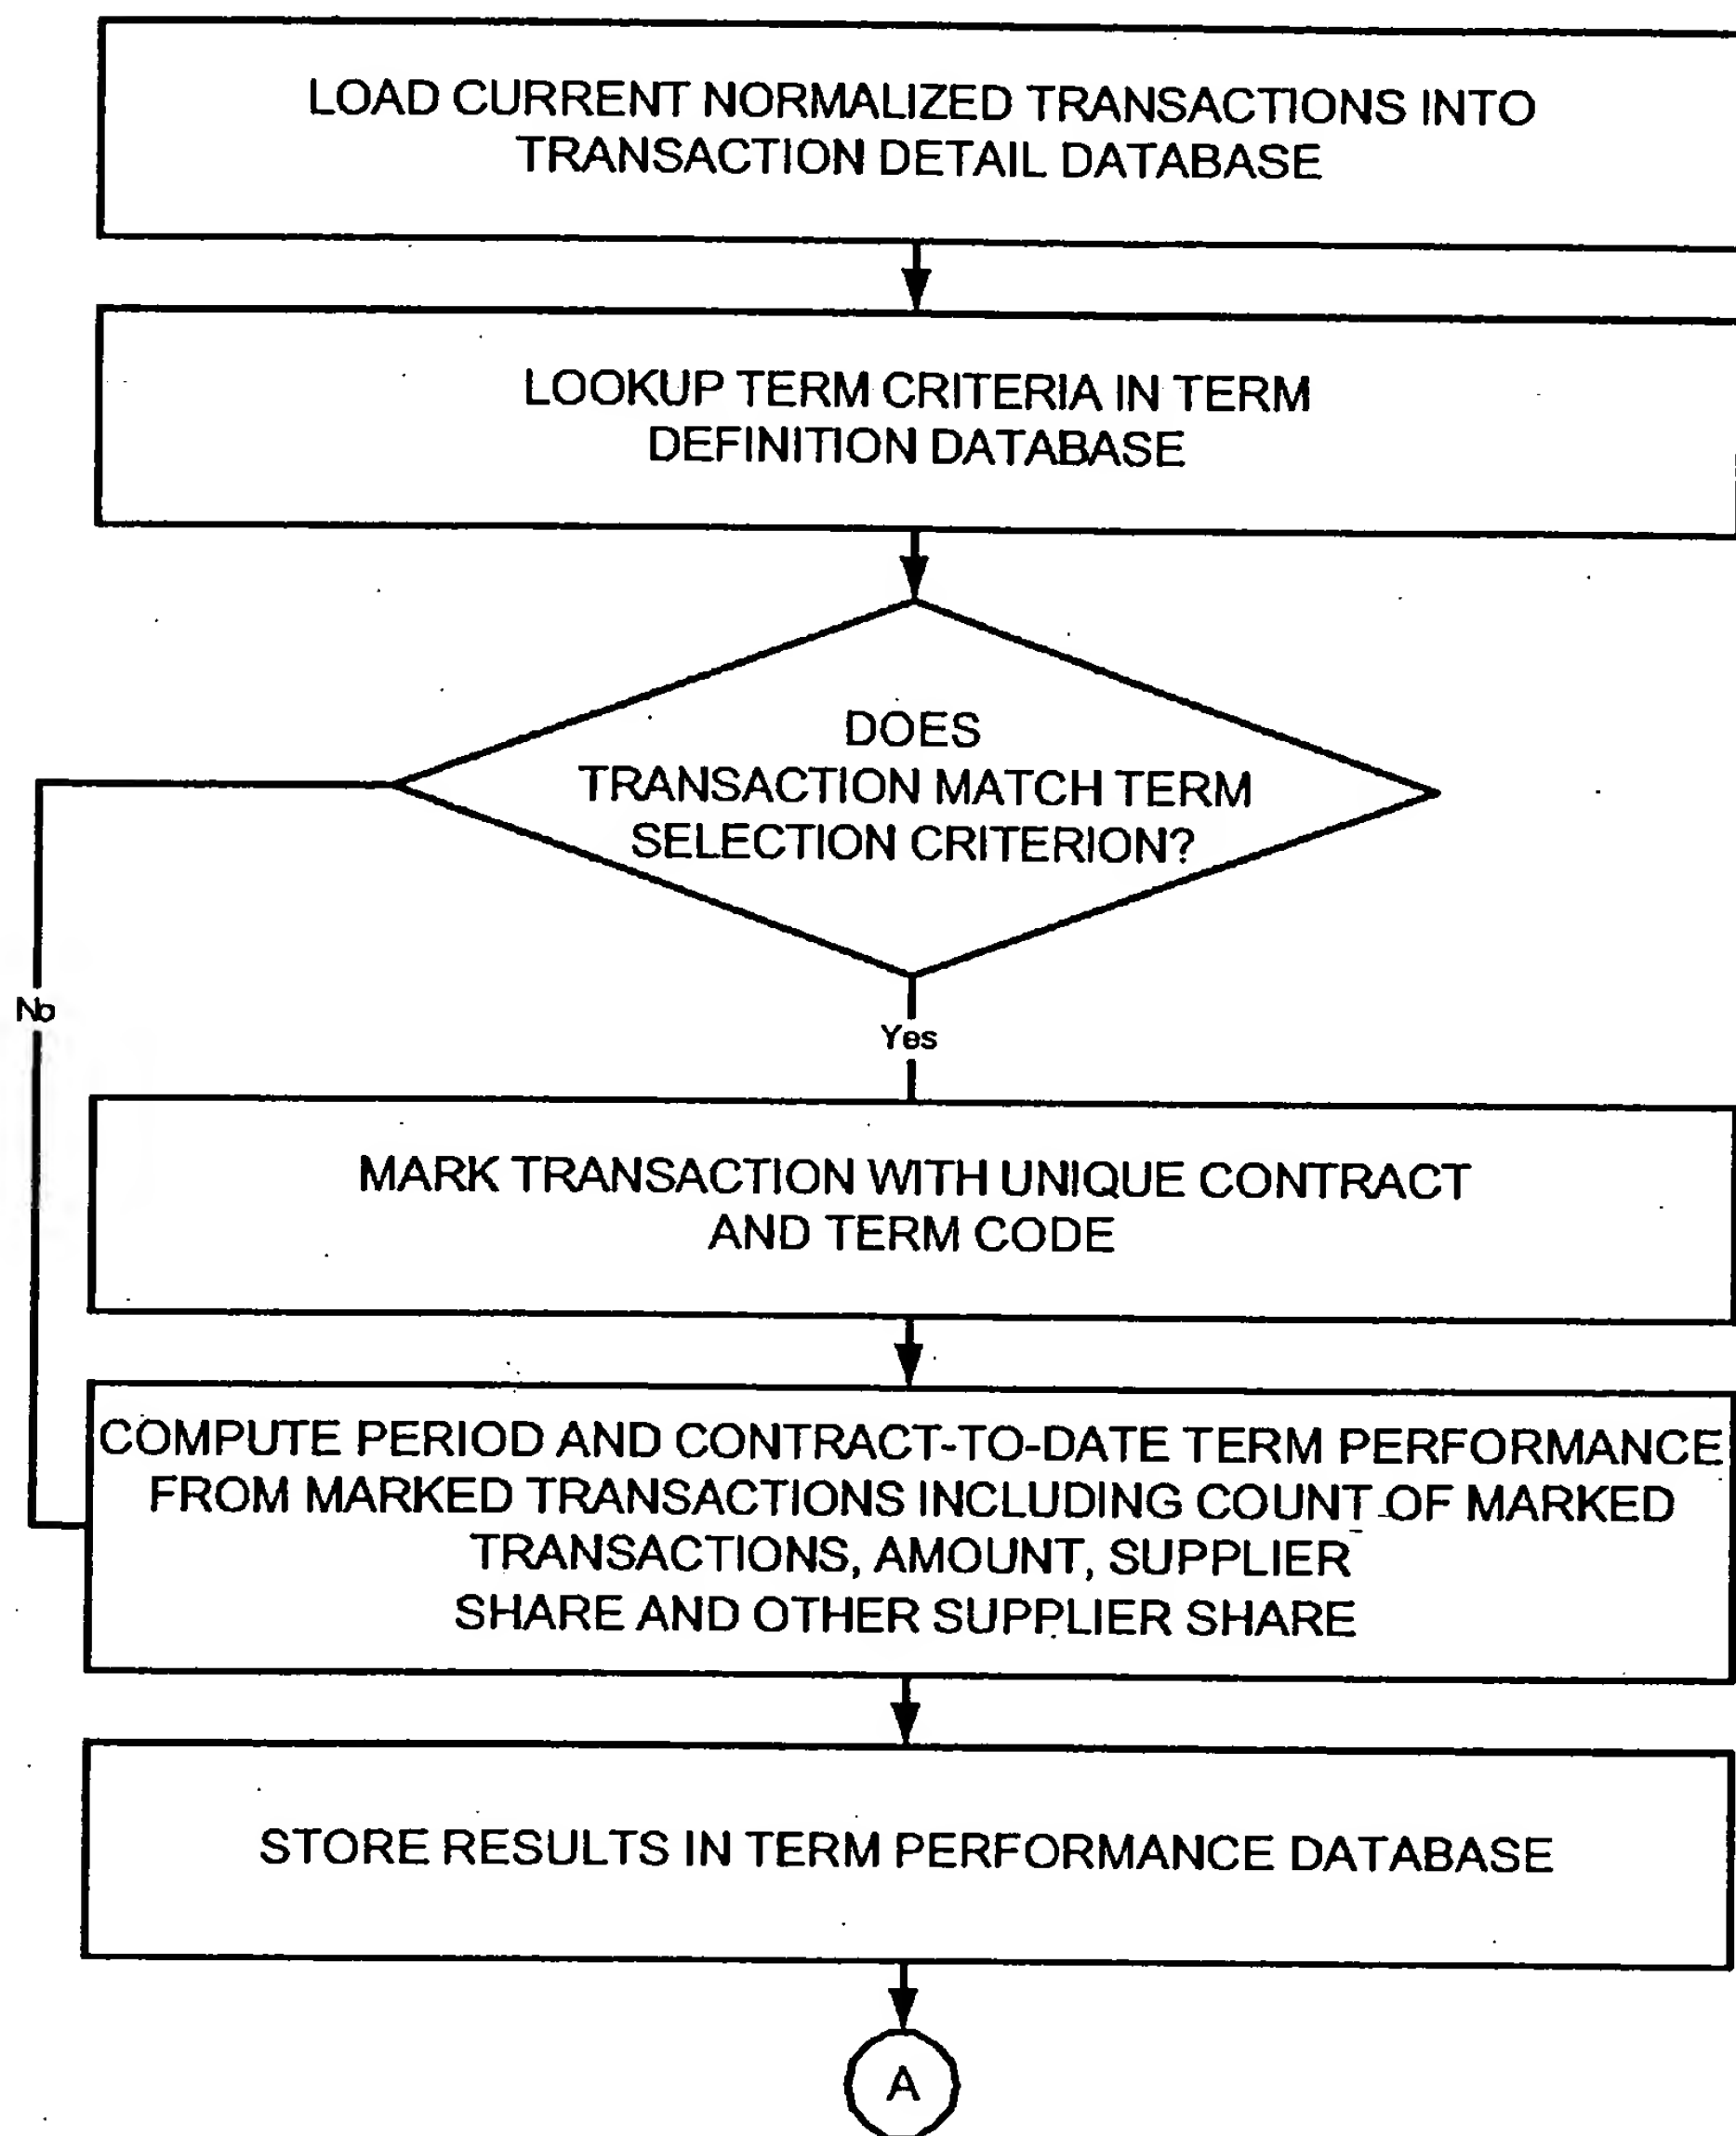 LOAD CURRENT NORMALIZED TRANSACTIONS INTO
TRANSACTION DETAIL DATABASE
LOOKUP TERM CRITERIA IN TERM
DEFINITION DATABASE
DOES
TRANSACTION MATCH TERM
SELECTION CRITERION?
No
Yes
MARK TRANSACTION WITH UNIQUE CONTRACT
AND TERM CODE
COMPUTE PERIOD AND CONTRACT-TO-DATE TERM PERFORMANCE
FROM MARKED TRANSACTIONS INCLUDING COUNT OF MARKED
TRANSACTIONS, AMOUNT, SUPPLIER
SHARE AND OTHER SUPPLIER SHARE
STORE RESULTS IN TERM PERFORMANCE DATABASE
A